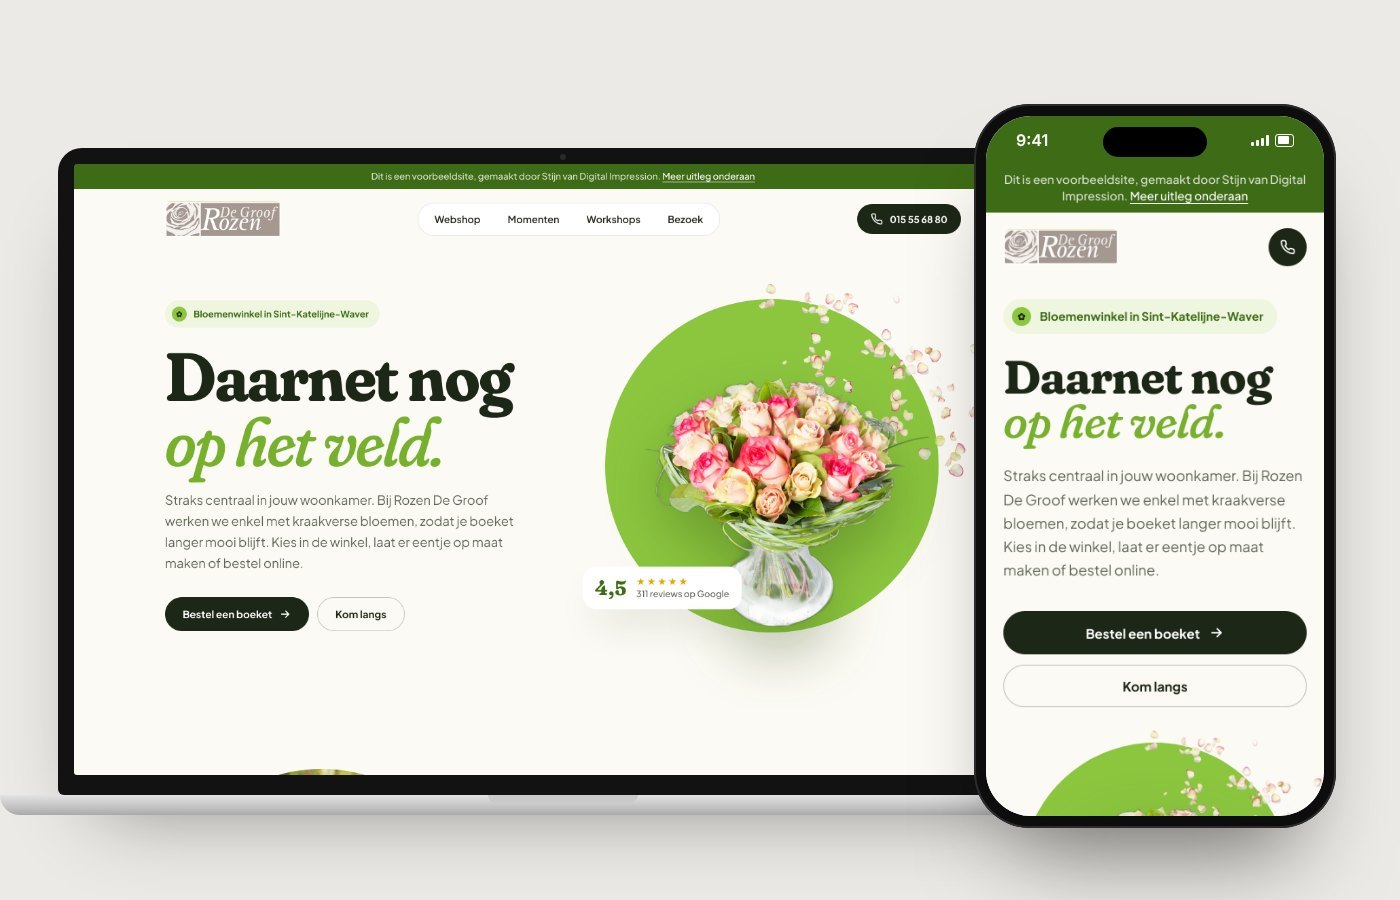 Dit is een voorbeeldsite, gemaakt door Stijn van Digital Impression. Meer uitleg onderaan
De Groof
Rozen
Webshop
Momenten
Workshops
Bezoek
015 55 68 80
Bloemenwinkel in Sint-Katelijne-Waver
Daarnet nog
op het veld.
Straks centraal in jouw woonkamer. Bij Rozen De Groof
werken we enkel met kraakverse bloemen, zodat je boeket
langer mooi blijft. Kies in de winkel, laat er eentje op maat
maken of bestel online.
Bestel een boeket
Kom langs
4,5
311 reviews op Google
9:41
Dit is een voorbeeldsite, gemaakt door Stijn van Digital
Impression. Meer uitleg onderaan
De Groof
Rozen
Bloemenwinkel in Sint-Katelijne-Waver
Daarnet nog
op het veld.
Straks centraal in jouw woonkamer. Bij Rozen
De Groof werken we enkel met kraakverse
bloemen, zodat je boeket langer mooi blijft.
Kies in de winkel, laat er eentje op maat
maken of bestel online.
Bestel een boeket
Kom langs